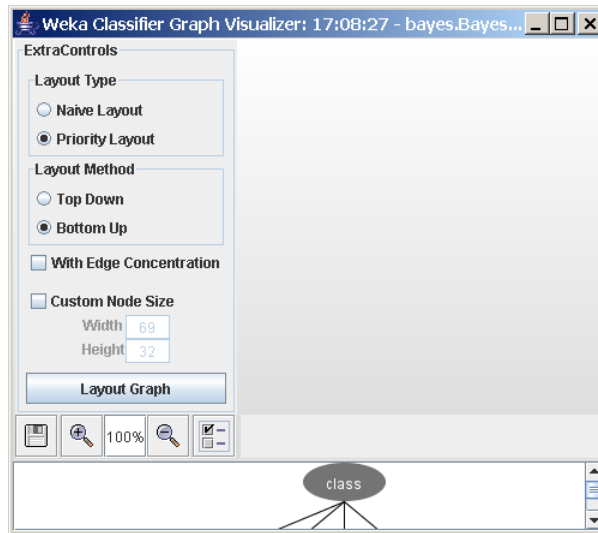 Weka Classifier Graph Visualizer: 17:08:27 - bayes.Bayes...
ExtraControls
Layout Type
Naive Layout
Priority Layout
Layout Method
Top Down
Bottom Up
With Edge Concentration
Custom Node Size
Width 69
Height 32
Layout Graph
100%
class